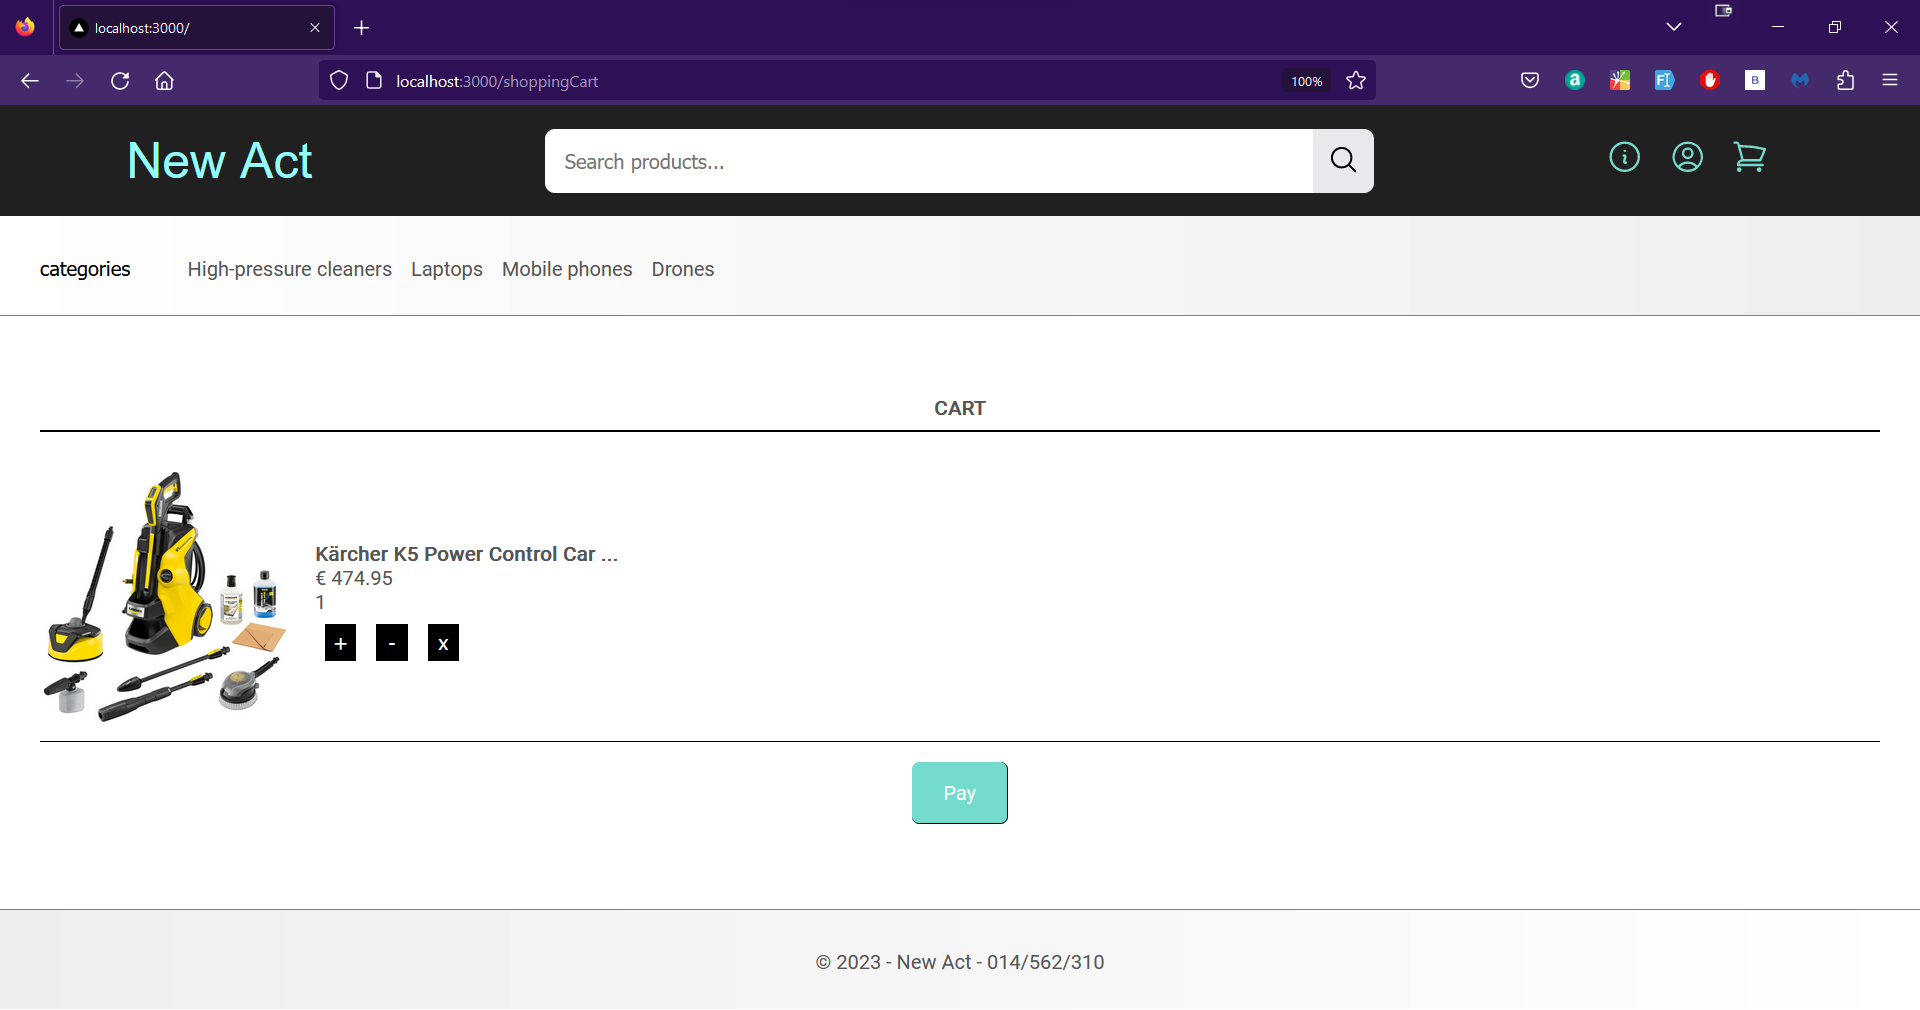 localhost:3000/
localhost:3000/shoppingCart
100%
New Act
Search products...
categories
High-pressure cleaners
Laptops
Mobile phones
Drones
CART
Kärcher K5 Power Control Car ...
€ 474.95
1
+ - x
Pay
© 2023 - New Act - 014/562/310